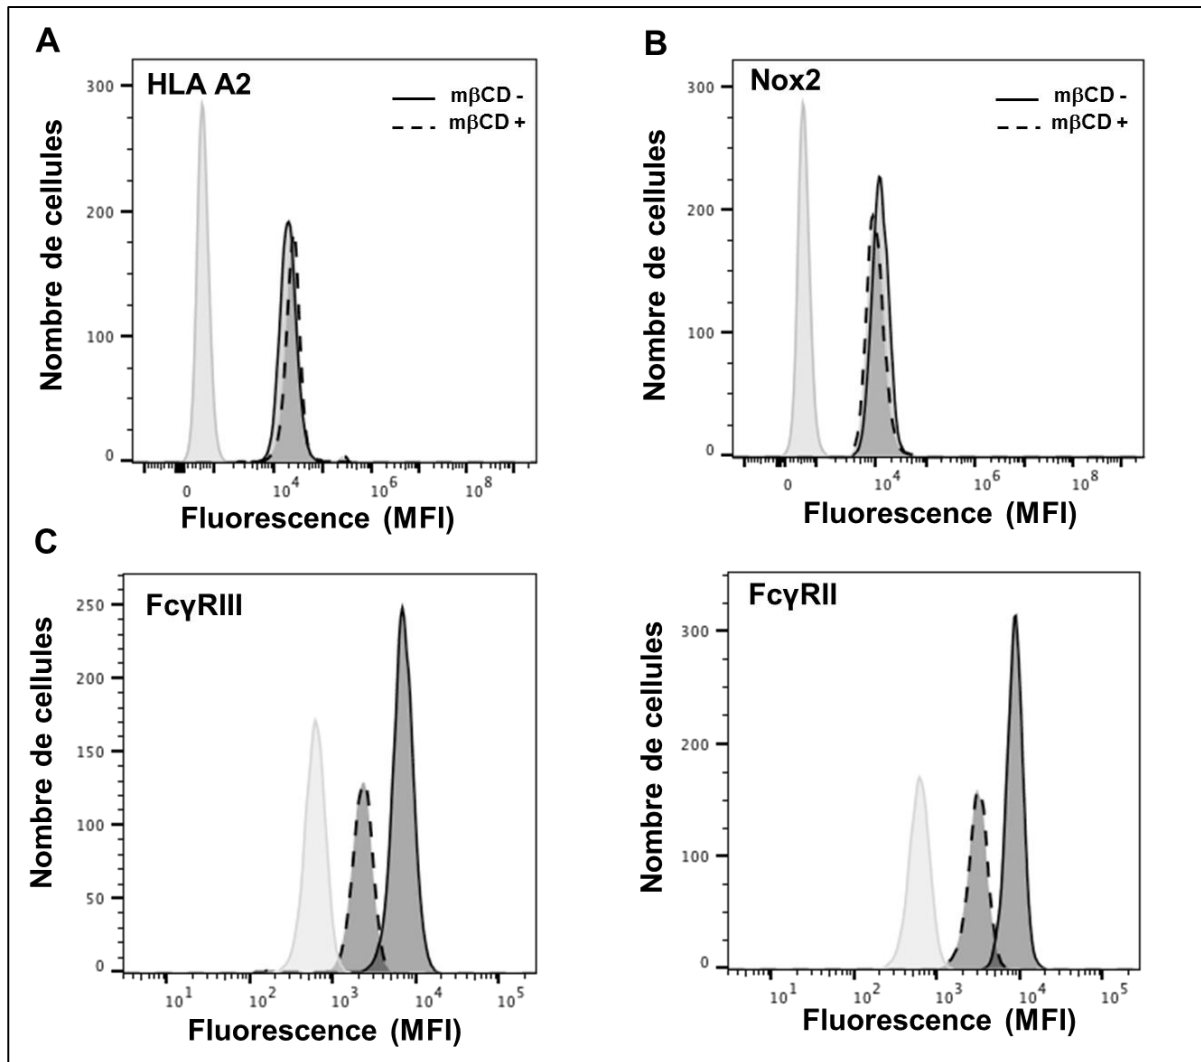 A
HLA A2
mβCD -
mβCD +
Nombre de cellules
300
200
100
0
0
10^4
10^6
10^8
Fluorescence (MFI)
B
Nox2
mβCD -
mβCD +
Nombre de cellules
300
200
100
0
0
10^4
10^6
10^8
Fluorescence (MFI)
C
FcγRIII
Nombre de cellules
250
200
150
100
50
0
10^1
10^2
10^3
10^4
10^5
Fluorescence (MFI)
FcγRII
Nombre de cellules
300
200
100
0
10^1
10^2
10^3
10^4
10^5
Fluorescence (MFI)